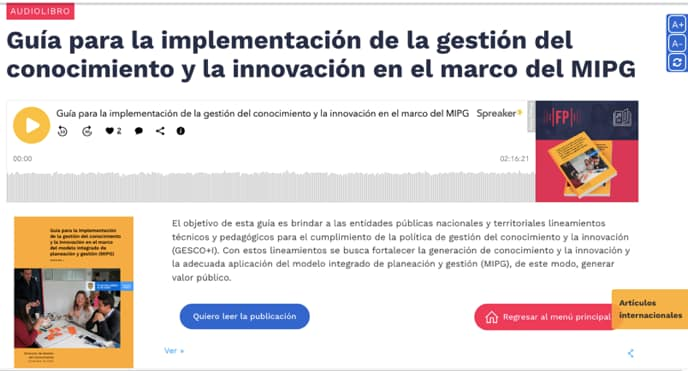 AUDIOLIBRO
Guía para la implementación de la gestión del
conocimiento y la innovación en el marco del MIPG
A+
A-
Guía para la implementación de la gestión del conocimiento y la innovación en el marco del MIPG
Spreaker
2
00:00
02:16:21
FP
Guía para la implementación
de la gestión del conocimiento
y la innovación en el marco
del modelo integrado de
planeación y gestión (MIPG)
El objetivo de esta guía es brindar a las entidades públicas nacionales y territoriales lineamientos
técnicos y pedagógicos para el cumplimiento de la política de gestión del conocimiento y la innovación
(GESCO+I). Con estos lineamientos se busca fortalecer la generación de conocimiento y la innovación y
la adecuada aplicación del modelo integrado de planeación y gestión (MIPG), de este modo, generar
valor público.
Quiero leer la publicación
Regresar al menú principal
Artículos
internacionales
Ver »